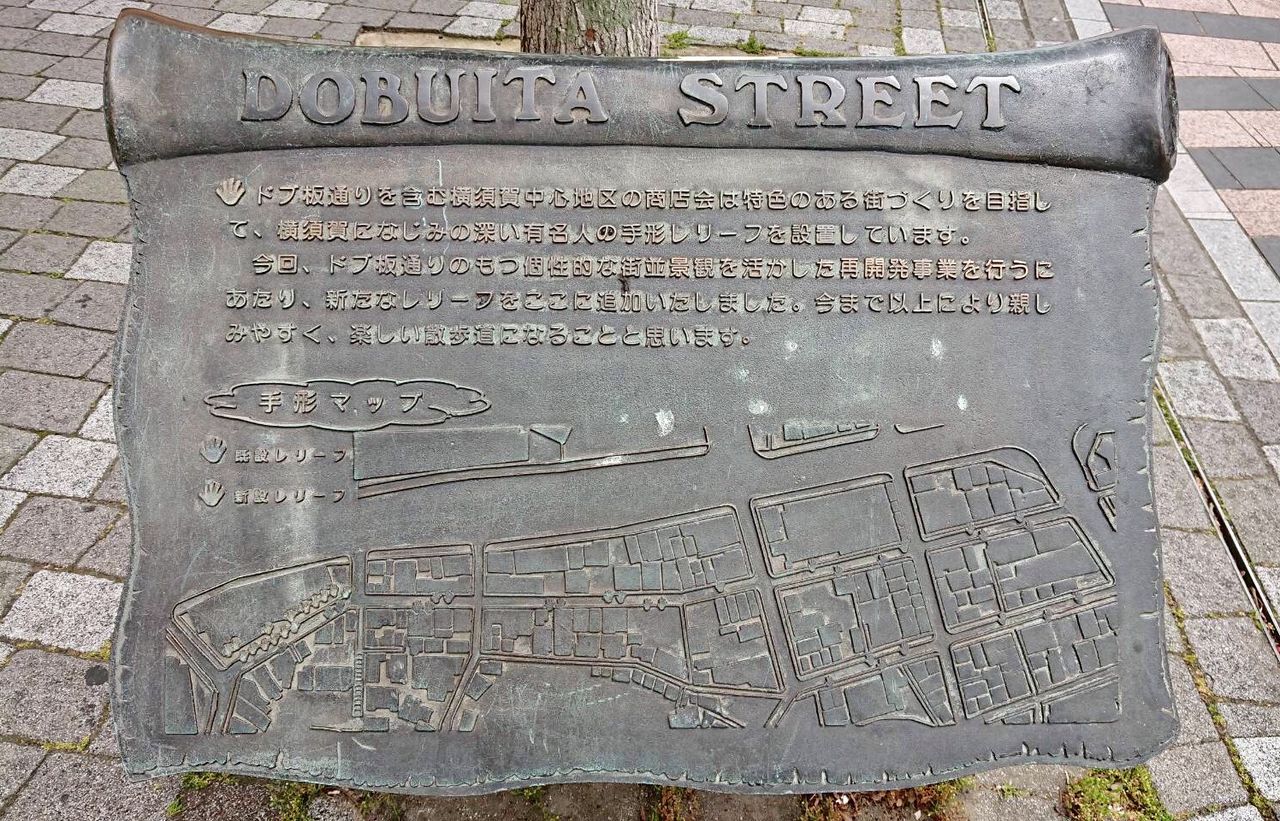 DOBUITA STREET
ドブ板通りを含む横須賀中心地区の商店会は特色のある街づくりを目指し
て、横須賀になじみの深い有名人の手形レリーフを設置しています。
今回、ドブ板通りのもつ個性的な街並景観を活かした再開発事業を行うに
あたり、新たなレリーフをここに追加いたしました。今まで以上により親し
みやすく、楽しい散歩道になることと思います。
手形マップ
既設レリーフ
新設レリーフ